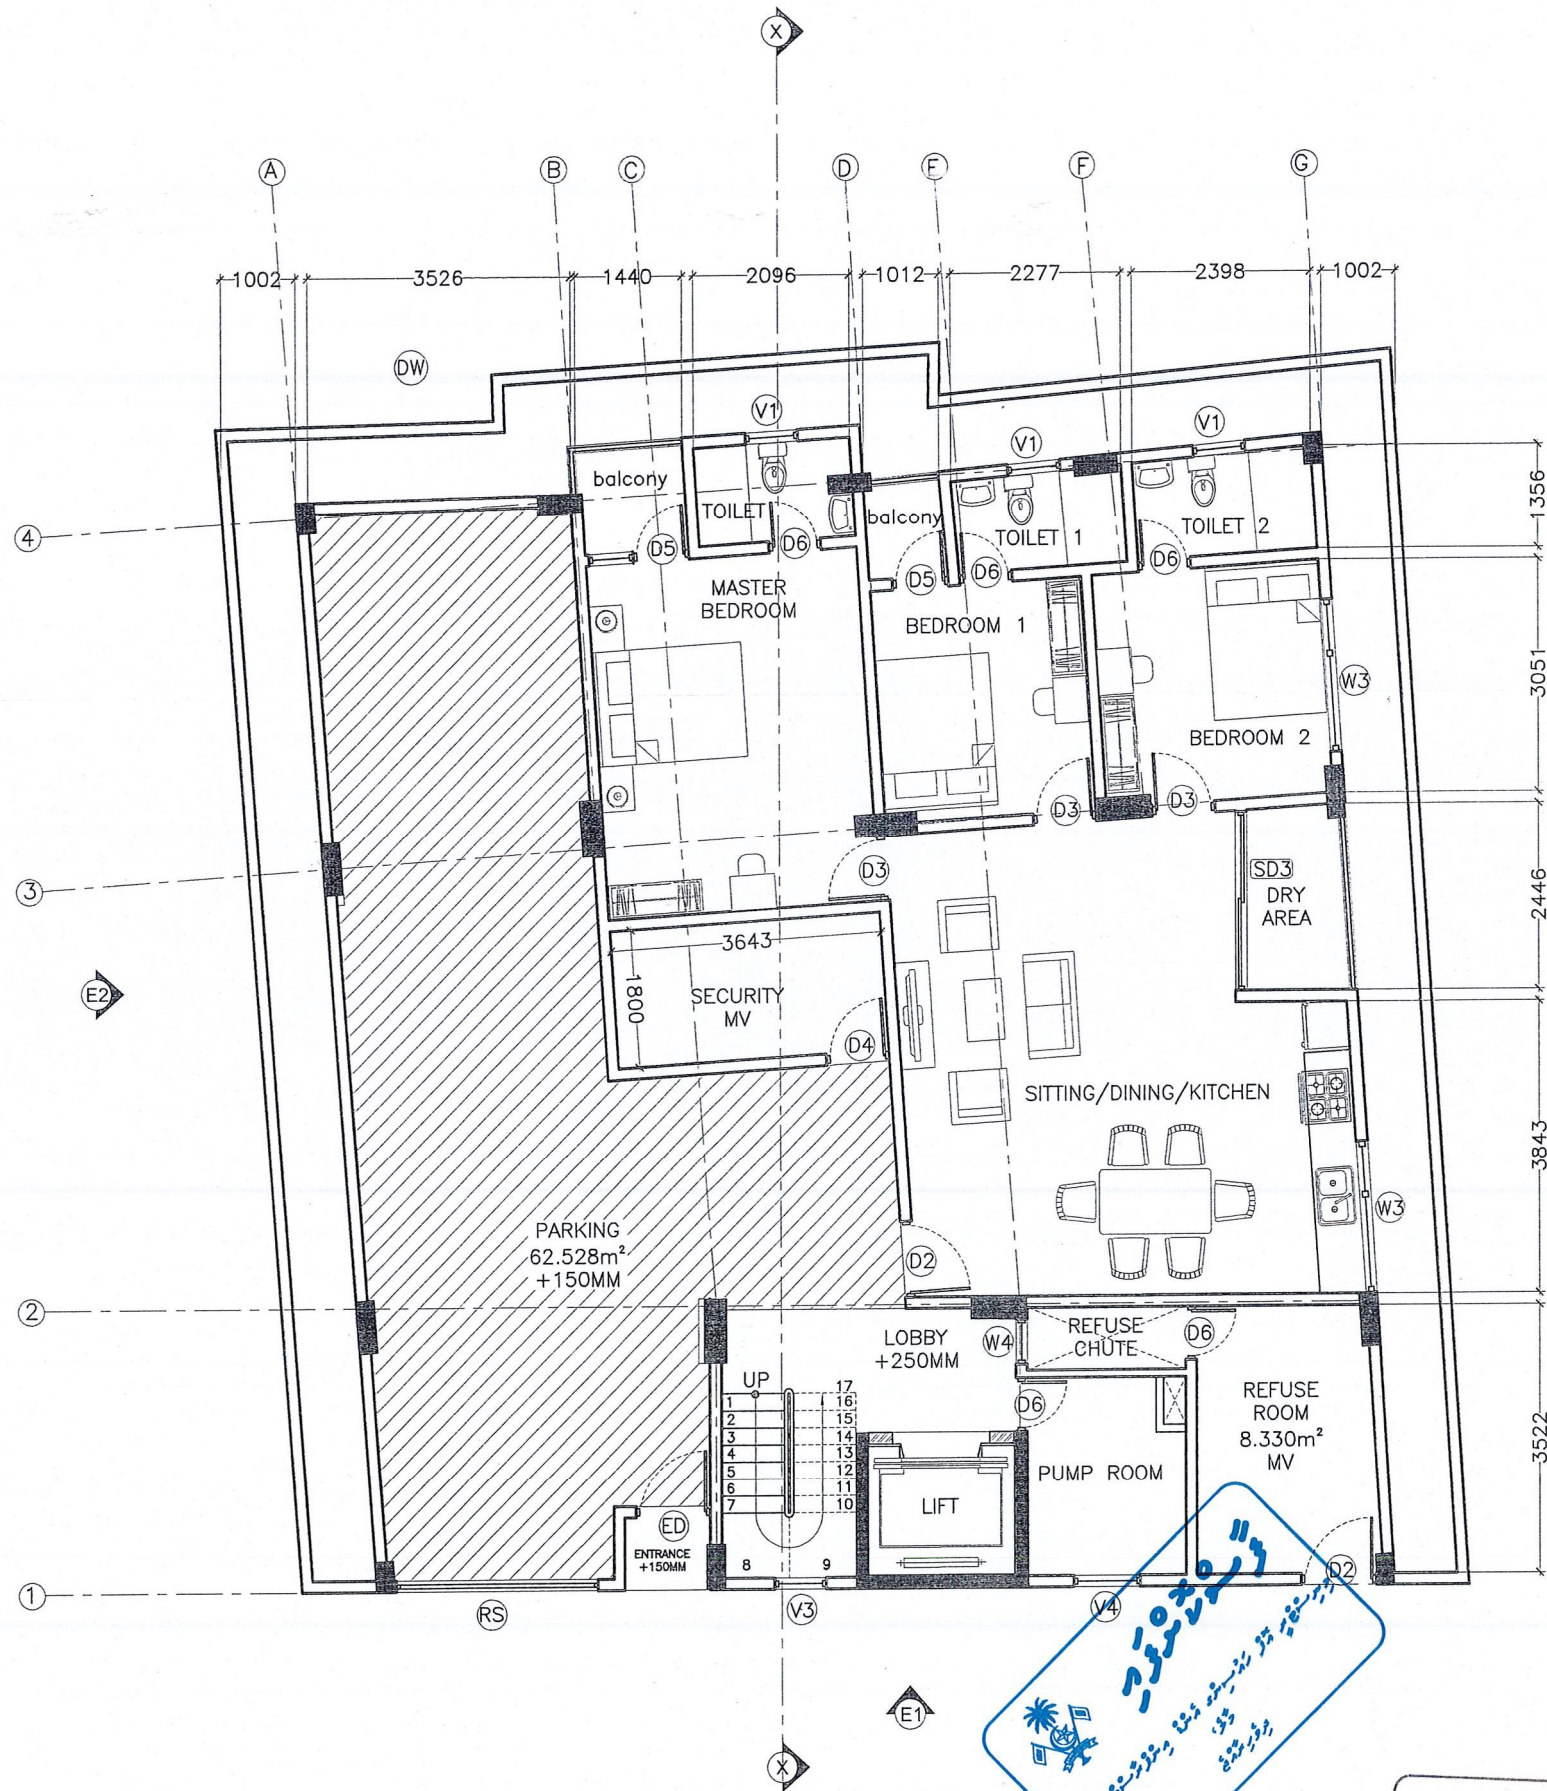 X
A
B
C
D
E
F
G
1002
3526
1440
2096
1012
2277
2398
1002
DW
V1
V1
V1
1356
balcony
TOILET
balcony
TOILET 1
TOILET 2
4
D5
D6
D5
D6
D6
MASTER
BEDROOM
BEDROOM 1
BEDROOM 2
3051
W3
D3
D3
D3
3
SD3
DRY
AREA
2446
3643
1800
SECURITY
MV
D4
E2
SITTING/DINING/KITCHEN
3843
W3
PARKING
62.528m²
+150MM
D2
2
LOBBY
+250MM
W4
REFUSE
CHUTE
D6
UP
17
1
16
2
15
3
14
4
13
5
12
6
11
7
10
8
9
D6
REFUSE
ROOM
8.330m²
MV
3522
PUMP ROOM
LIFT
ED
ENTRANCE
+150MM
1
RS
V3
V4
D2
E1
X